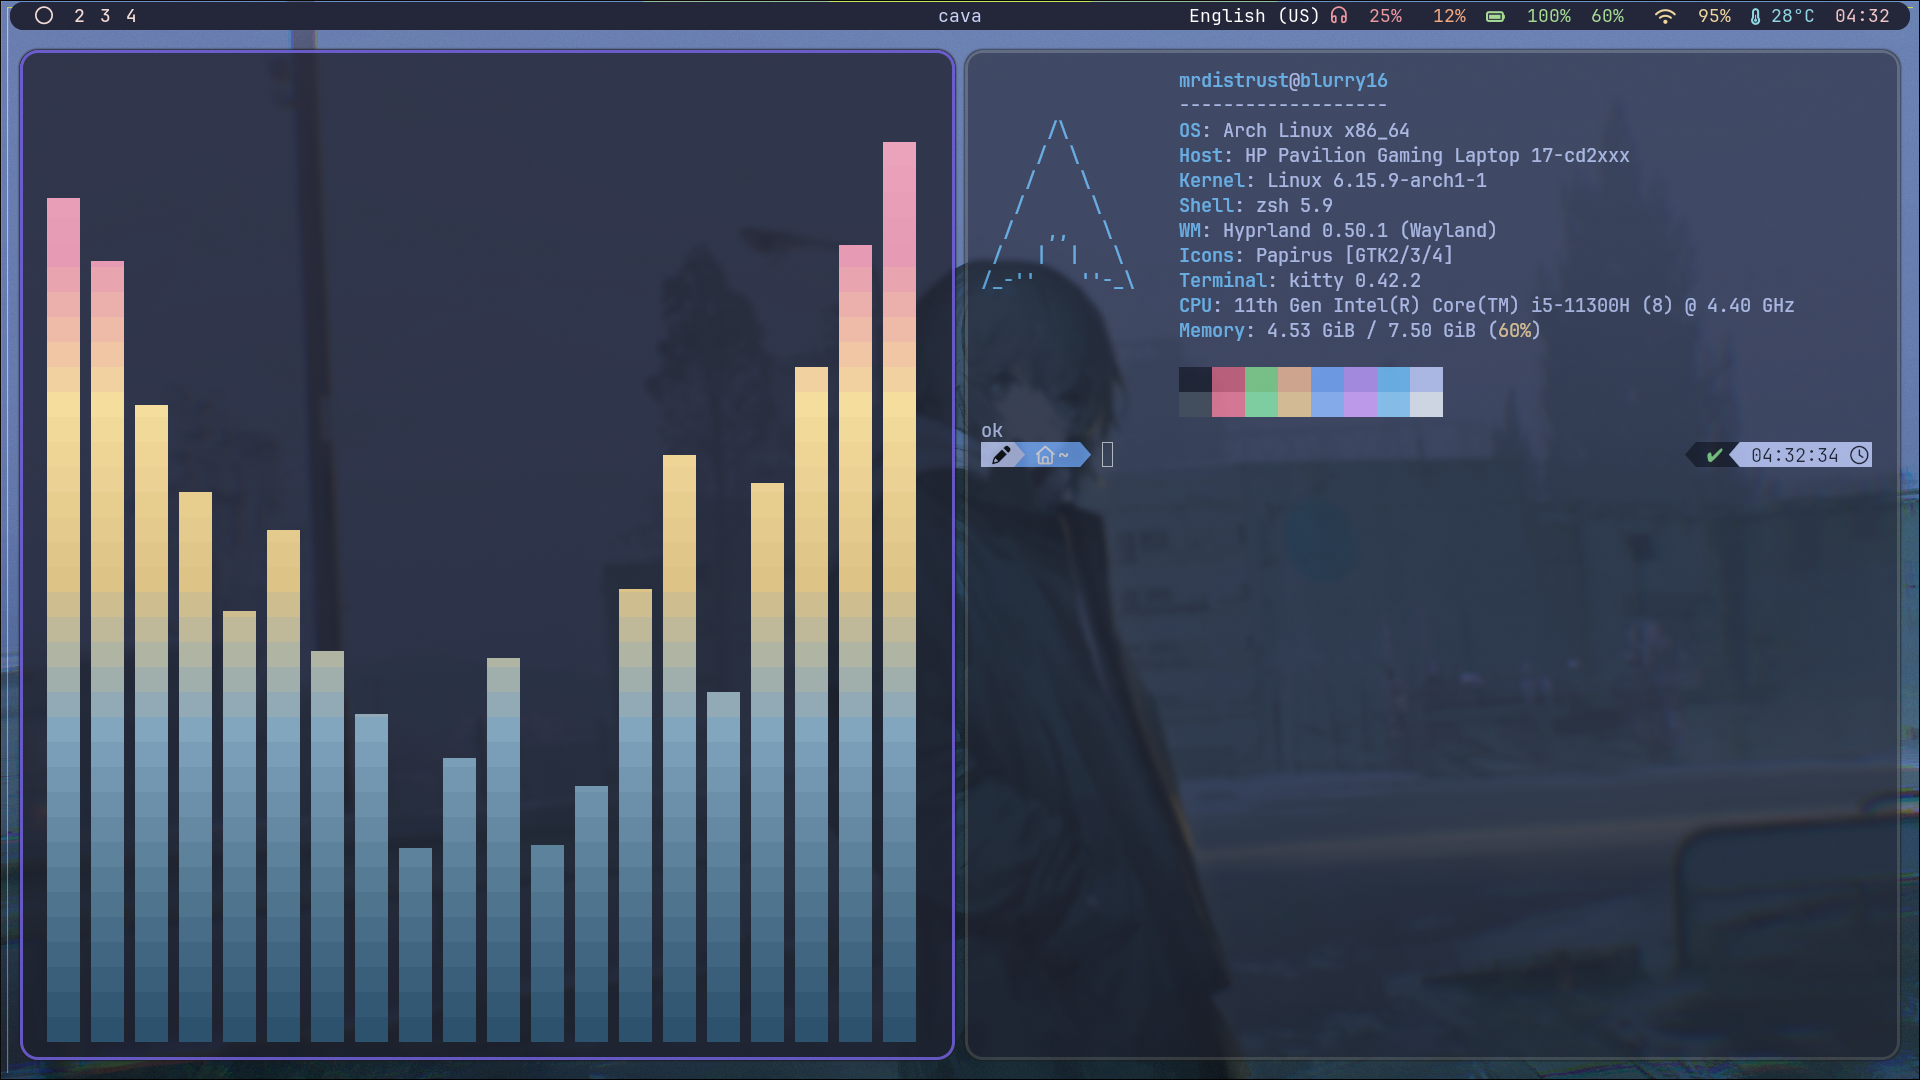 2 3 4 cava English (US) 25% 12% 100% 60% 95% 28°C 04:32
mrdistrust@blurry16
-------------------
OS: Arch Linux x86_64
Host: HP Pavilion Gaming Laptop 17-cd2xxx
Kernel: Linux 6.15.9-arch1-1
Shell: zsh 5.9
WM: Hyprland 0.50.1 (Wayland)
Icons: Papirus [GTK2/3/4]
Terminal: kitty 0.42.2
CPU: 11th Gen Intel(R) Core(TM) i5-11300H (8) @ 4.40 GHz
Memory: 4.53 GiB / 7.50 GiB (60%)
ok
~ 04:32:34